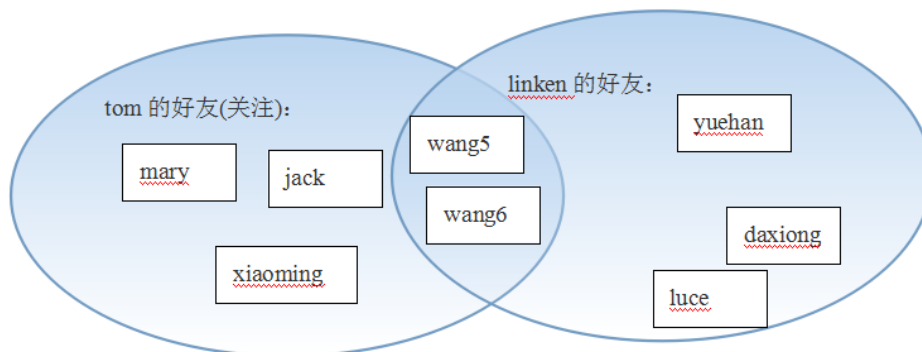 tom 的好友(关注):
mary
jack
xiaoming
wang5
wang6
linken 的好友:
yuehan
daxiong
luce